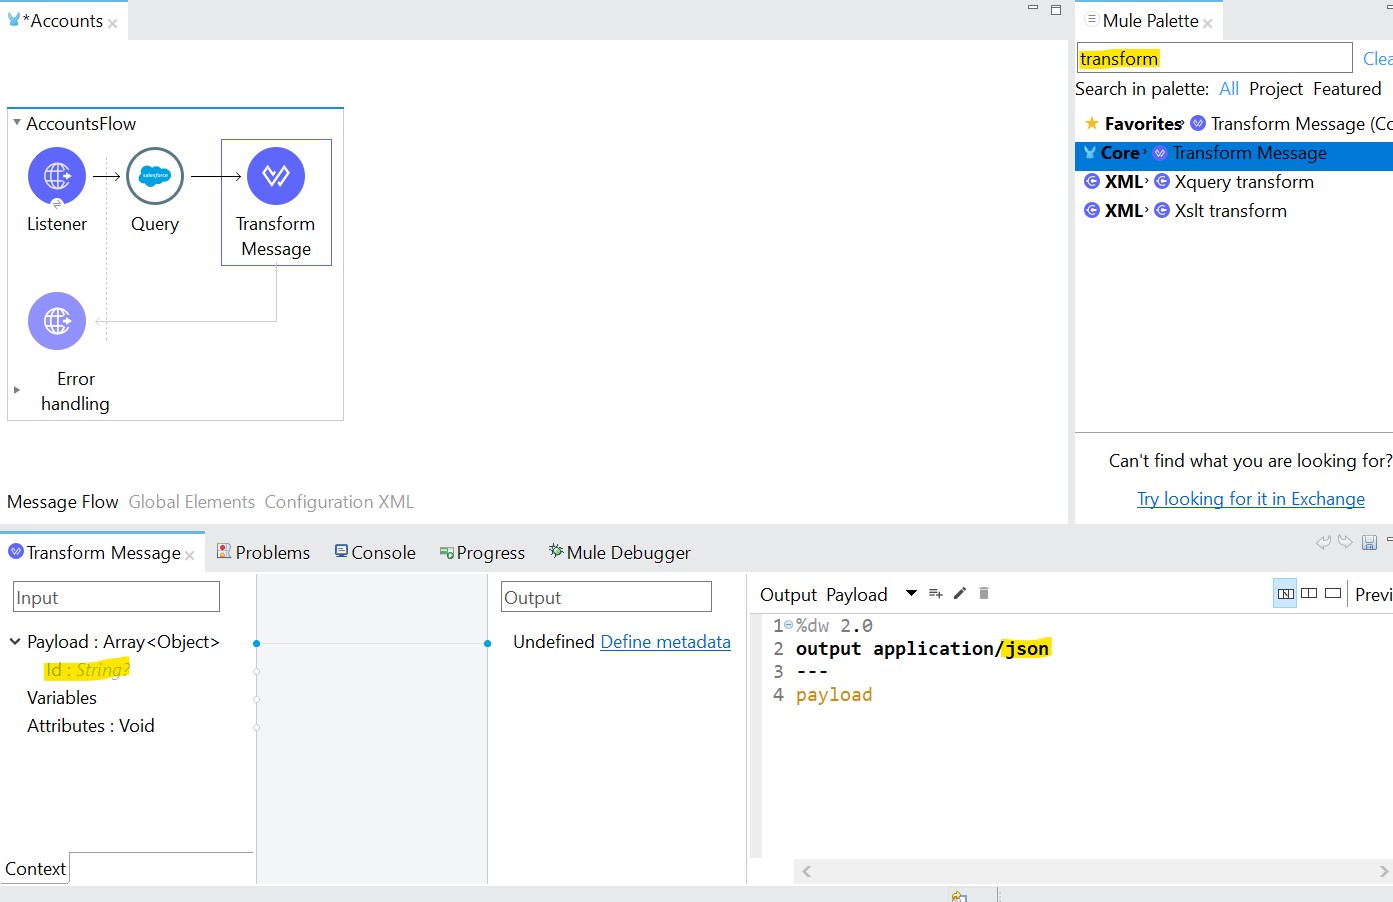 *Accounts
Mule Palette
transform
Search in palette: All Project Featured
Favorites Transform Message
Core Transform Message
XML Xquery transform
XML Xslt transform
Can't find what you are looking for?
Try looking for it in Exchange
AccountsFlow
salesforce
Listener
Query
Transform
Message
Error
handling
Message Flow Global Elements Configuration XML
Transform Message Problems Console Progress Mule Debugger
Input
Payload : Array<Object>
Id : String?
Variables
Attributes : Void
Context
Output
Undefined Define metadata
Output Payload
1 %dw 2.0
2 output application/json
3 ---
4 payload